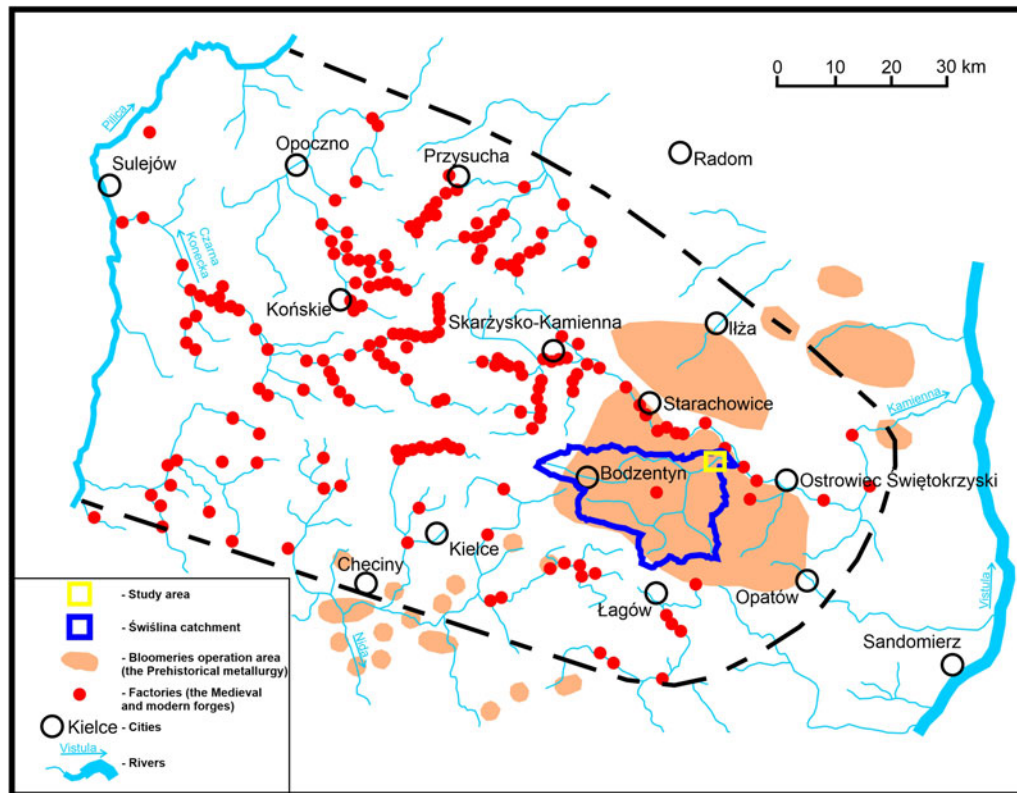 0 10 20 30 km
Pilica
Opoczno
Przysucha
Radom
Sulejów
Czarna
Konecka
Końskie
Skarżysko-Kamienna
Iłża
Kamienna
Starachowice
Bodzentyn
Ostrowiec Świętokrzyski
Kielce
Chęciny
Łagów
Opatów
Vistula
Sandomierz
Nida
- Study area
- Świślina catchment
- Bloomeries operation area
(the Prehistorical metallurgy)
- Factories (the Medieval
and modern forges)
Kielce - Cities
Vistula
- Rivers